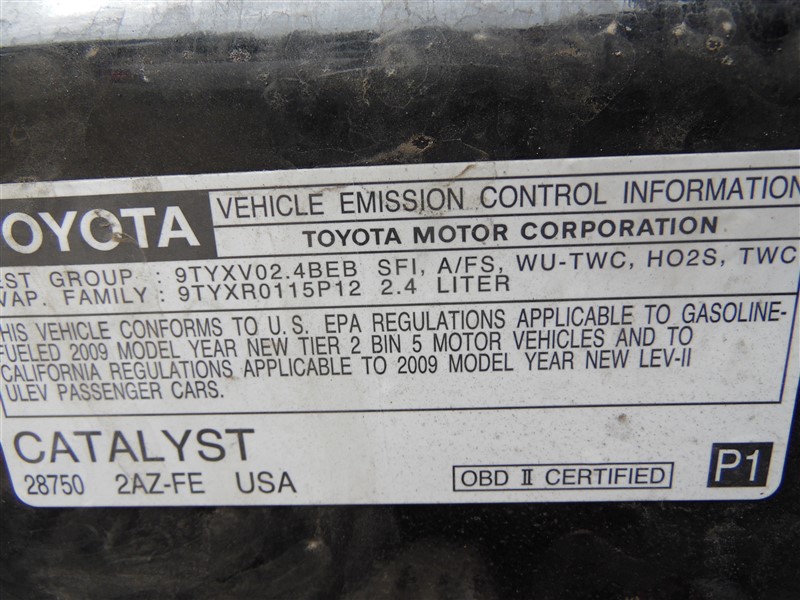 OYOTA VEHICLE EMISSION CONTROL INFORMATION
TOYOTA MOTOR CORPORATION
EST GROUP : 9TYXV02.4BEB SFI, A/FS, WU-TWC, HO2S, TWC
VAP. FAMILY : 9TYXR0115P12 2.4 LITER
THIS VEHICLE CONFORMS TO U.S. EPA REGULATIONS APPLICABLE TO GASOLINE-
FUELED 2009 MODEL YEAR NEW TIER 2 BIN 5 MOTOR VEHICLES AND TO
CALIFORNIA REGULATIONS APPLICABLE TO 2009 MODEL YEAR NEW LEV-II
ULEV PASSENGER CARS.
CATALYST
28750 2AZ-FE USA OBD II CERTIFIED P1